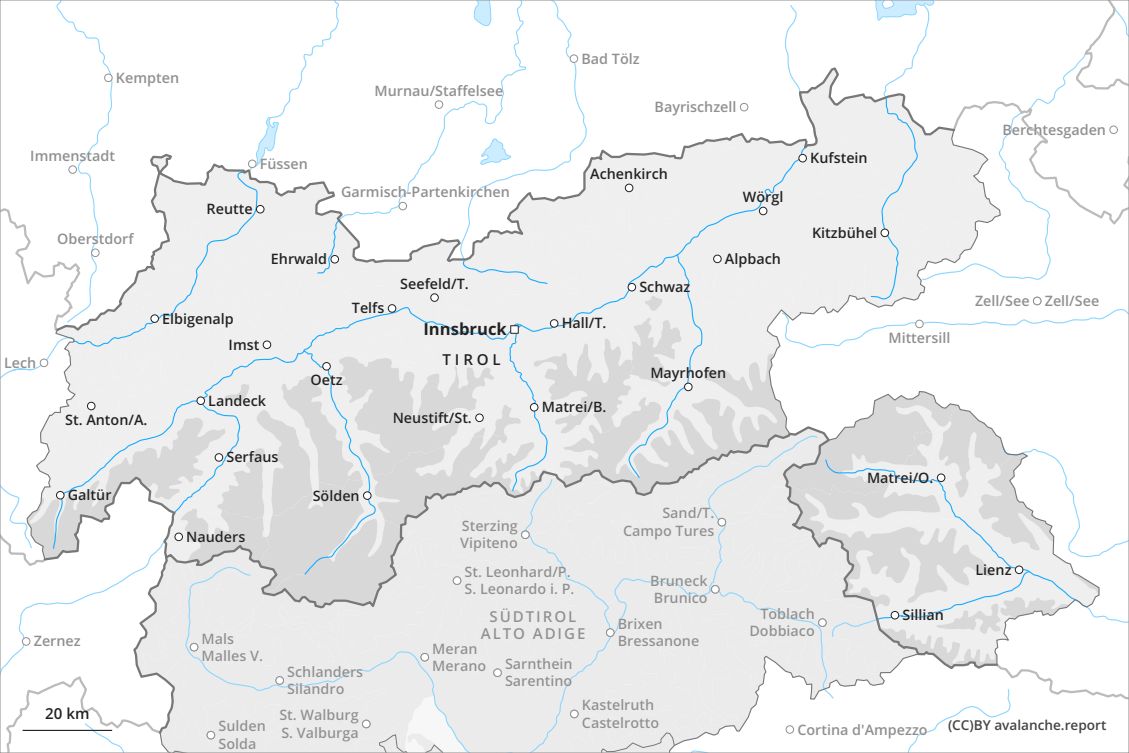 Kempten
Bad Tölz
Murnau/Staffelsee
Bayrischzell
Berchtesgaden
Immenstadt
Füssen
Kufstein
Achenkirch
Garmisch-Partenkirchen
Wörgl
Reutte
Oberstdorf
Kitzbühel
Ehrwald
Alpbach
Seefeld/T.
Schwaz
Zell/See
Zell/See
Telfs
Elbigenalp
Innsbruck
Hall/T.
Mittersill
Imst
TIROL
Lech
Oetz
Mayrhofen
Landeck
Matrei/B.
St. Anton/A.
Neustift/St.
Serfaus
Matrei/O.
Galtür
Sölden
Sand/T.
Campo Tures
Sterzing
Vipiteno
Nauders
St. Leonhard/P.
S. Leonardo i. P.
Lienz
Bruneck
Brunico
SÜDTIROL
ALTO ADIGE
Toblach
Dobbiaco
Sillian
Brixen
Bressanone
Zernez
Mals
Malles V.
Meran
Merano
Sarnthein
Sarentino
Schlanders
Silandro
Kastelruth
Castelrotto
20 km
St. Walburg
S. Valburga
Sulden
Solda
Cortina d'Ampezzo
(CC)BY avalanche.report